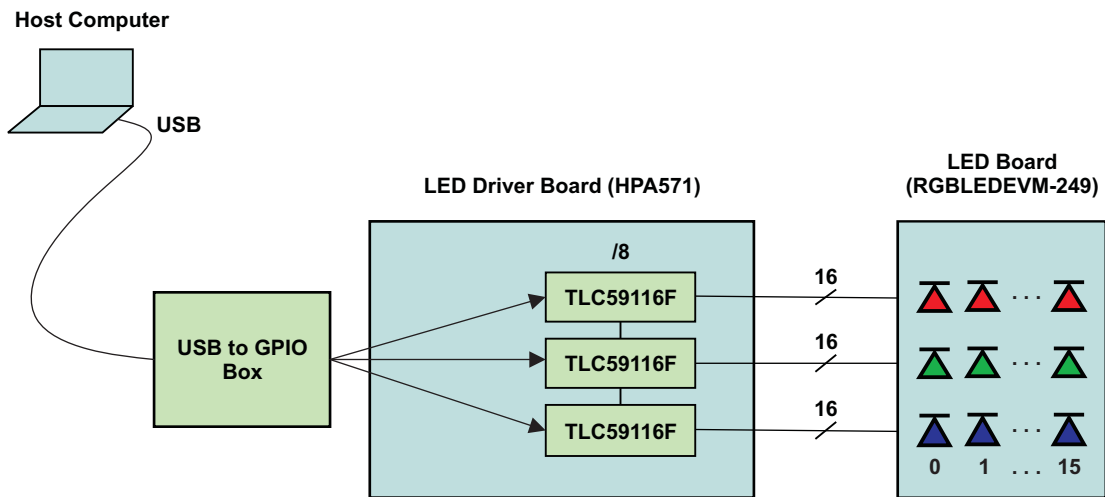 Host Computer
USB
LED Board
(RGBLEDEVM-249)
LED Driver Board (HPA571)
/8
TLC59116F
16
USB to GPIO
Box
TLC59116F
16
TLC59116F
16
0 1 . . . 15